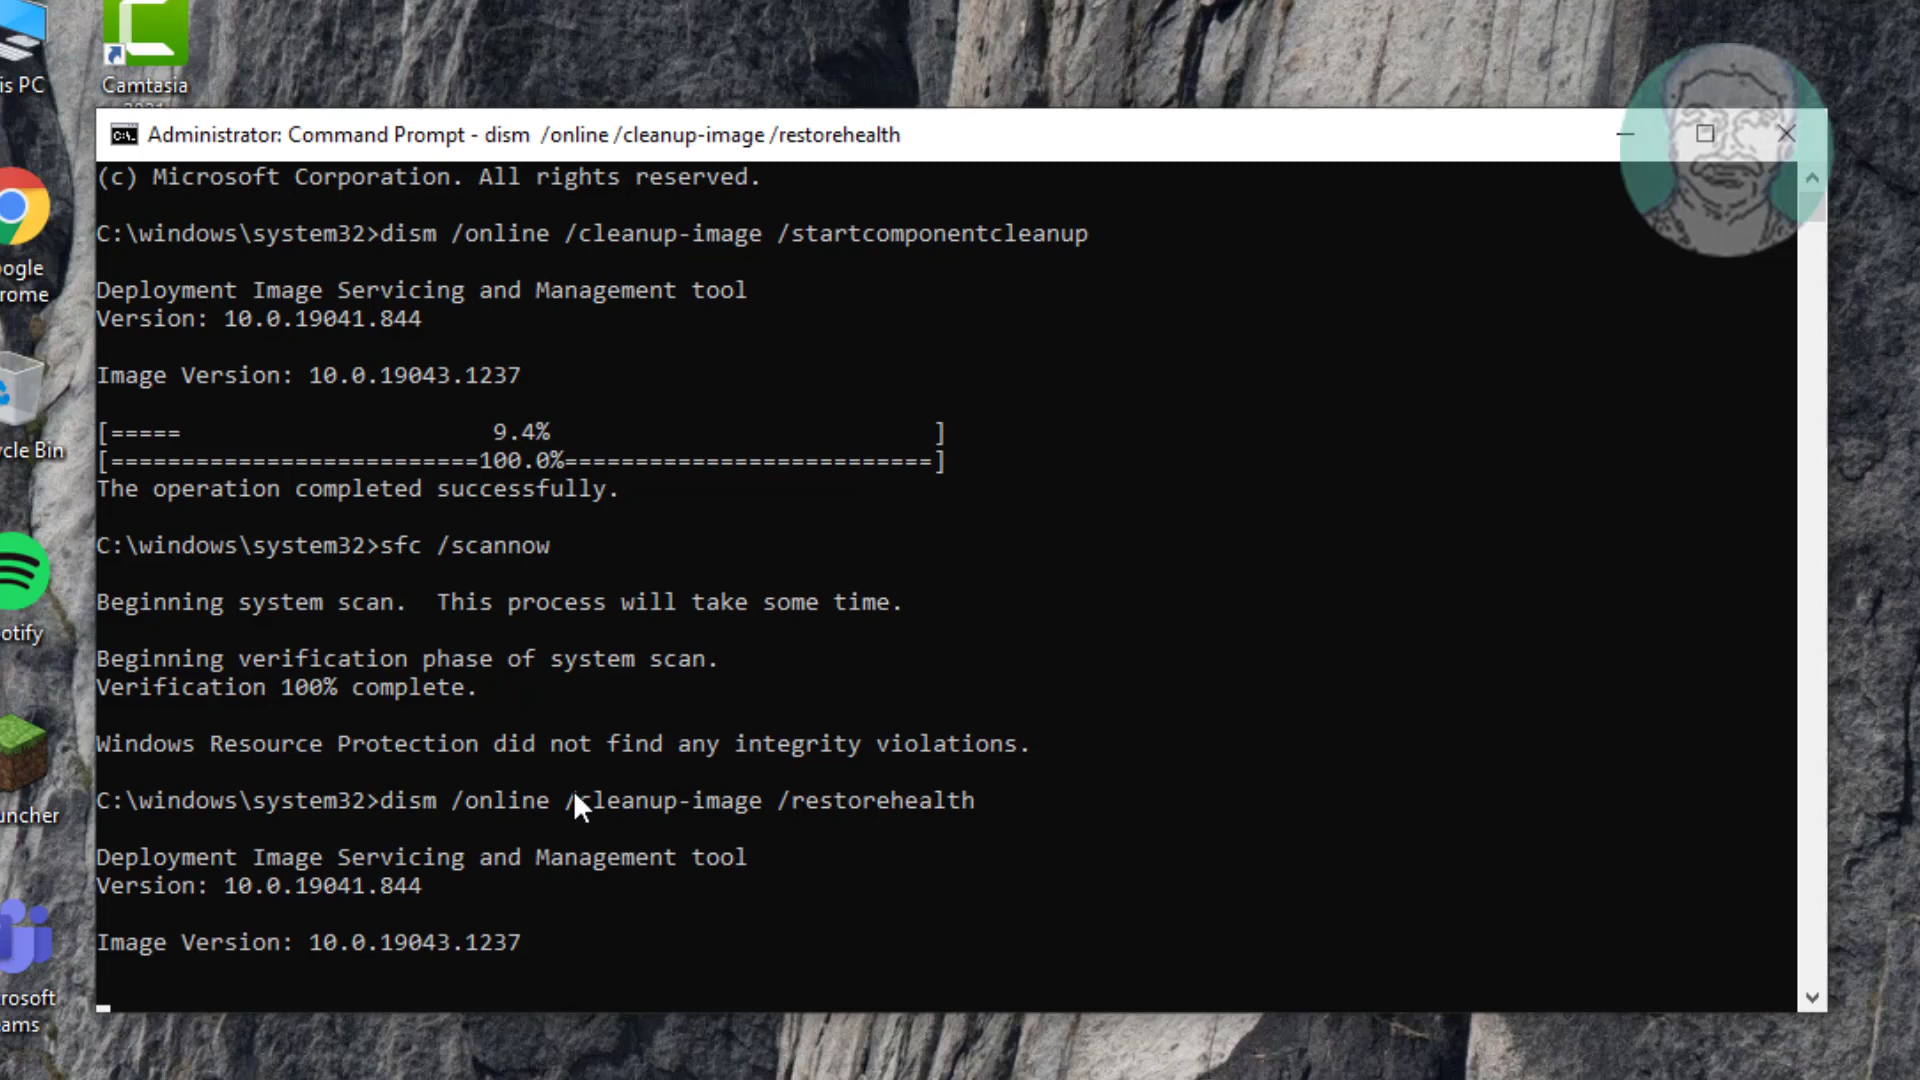 is PC
Camtasia
Administrator: Command Prompt - dism  /online /cleanup-image /restorehealth
(c) Microsoft Corporation. All rights reserved.
C:\windows\system32>dism /online /cleanup-image /startcomponentcleanup
Deployment Image Servicing and Management tool
Version: 10.0.19041.844
Image Version: 10.0.19043.1237
[=====                      9.4%                           ]
[==========================100.0%==========================]
The operation completed successfully.
C:\windows\system32>sfc /scannow
Beginning system scan.  This process will take some time.
Beginning verification phase of system scan.
Verification 100% complete.
Windows Resource Protection did not find any integrity violations.
C:\windows\system32>dism /online /cleanup-image /restorehealth
Deployment Image Servicing and Management tool
Version: 10.0.19041.844
Image Version: 10.0.19043.1237
ogle
rome
ycle Bin
otify
uncher
rosoft
ams